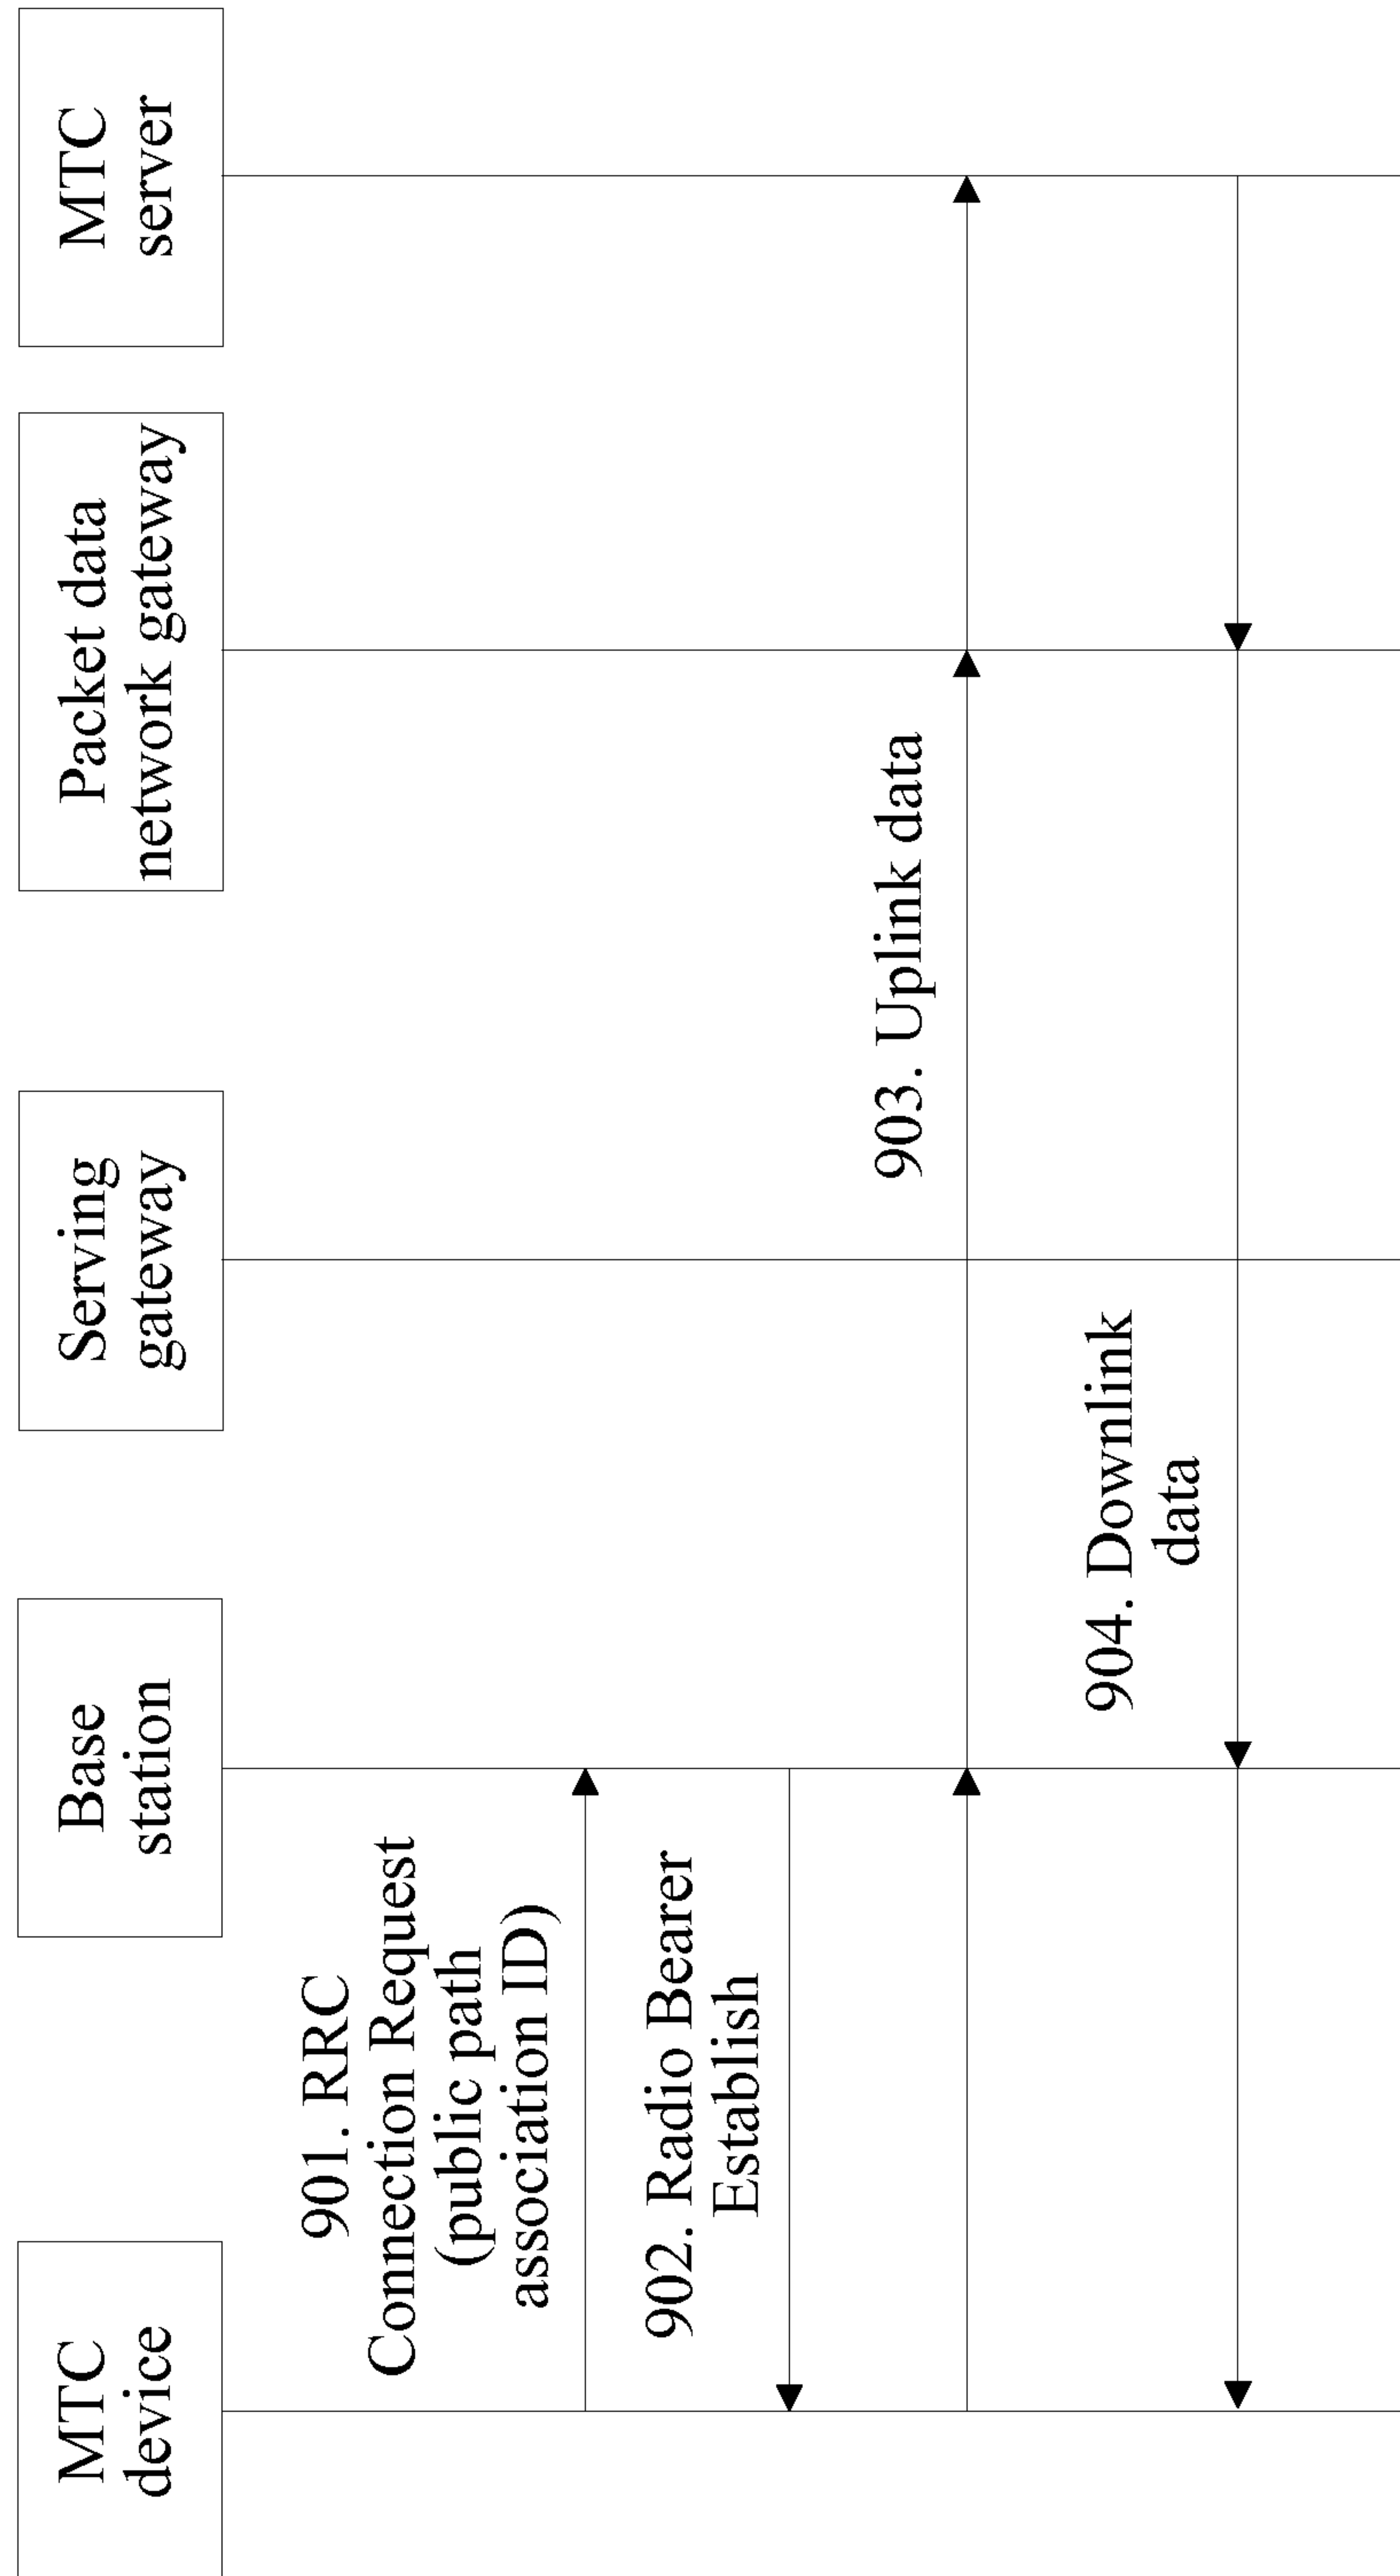 MTC
device
Base
station
Serving
gateway
Packet data
network gateway
MTC
server
901. RRC
Connection Request
(public path
association ID)
902. Radio Bearer
Establish
903. Uplink data
904. Downlink
data